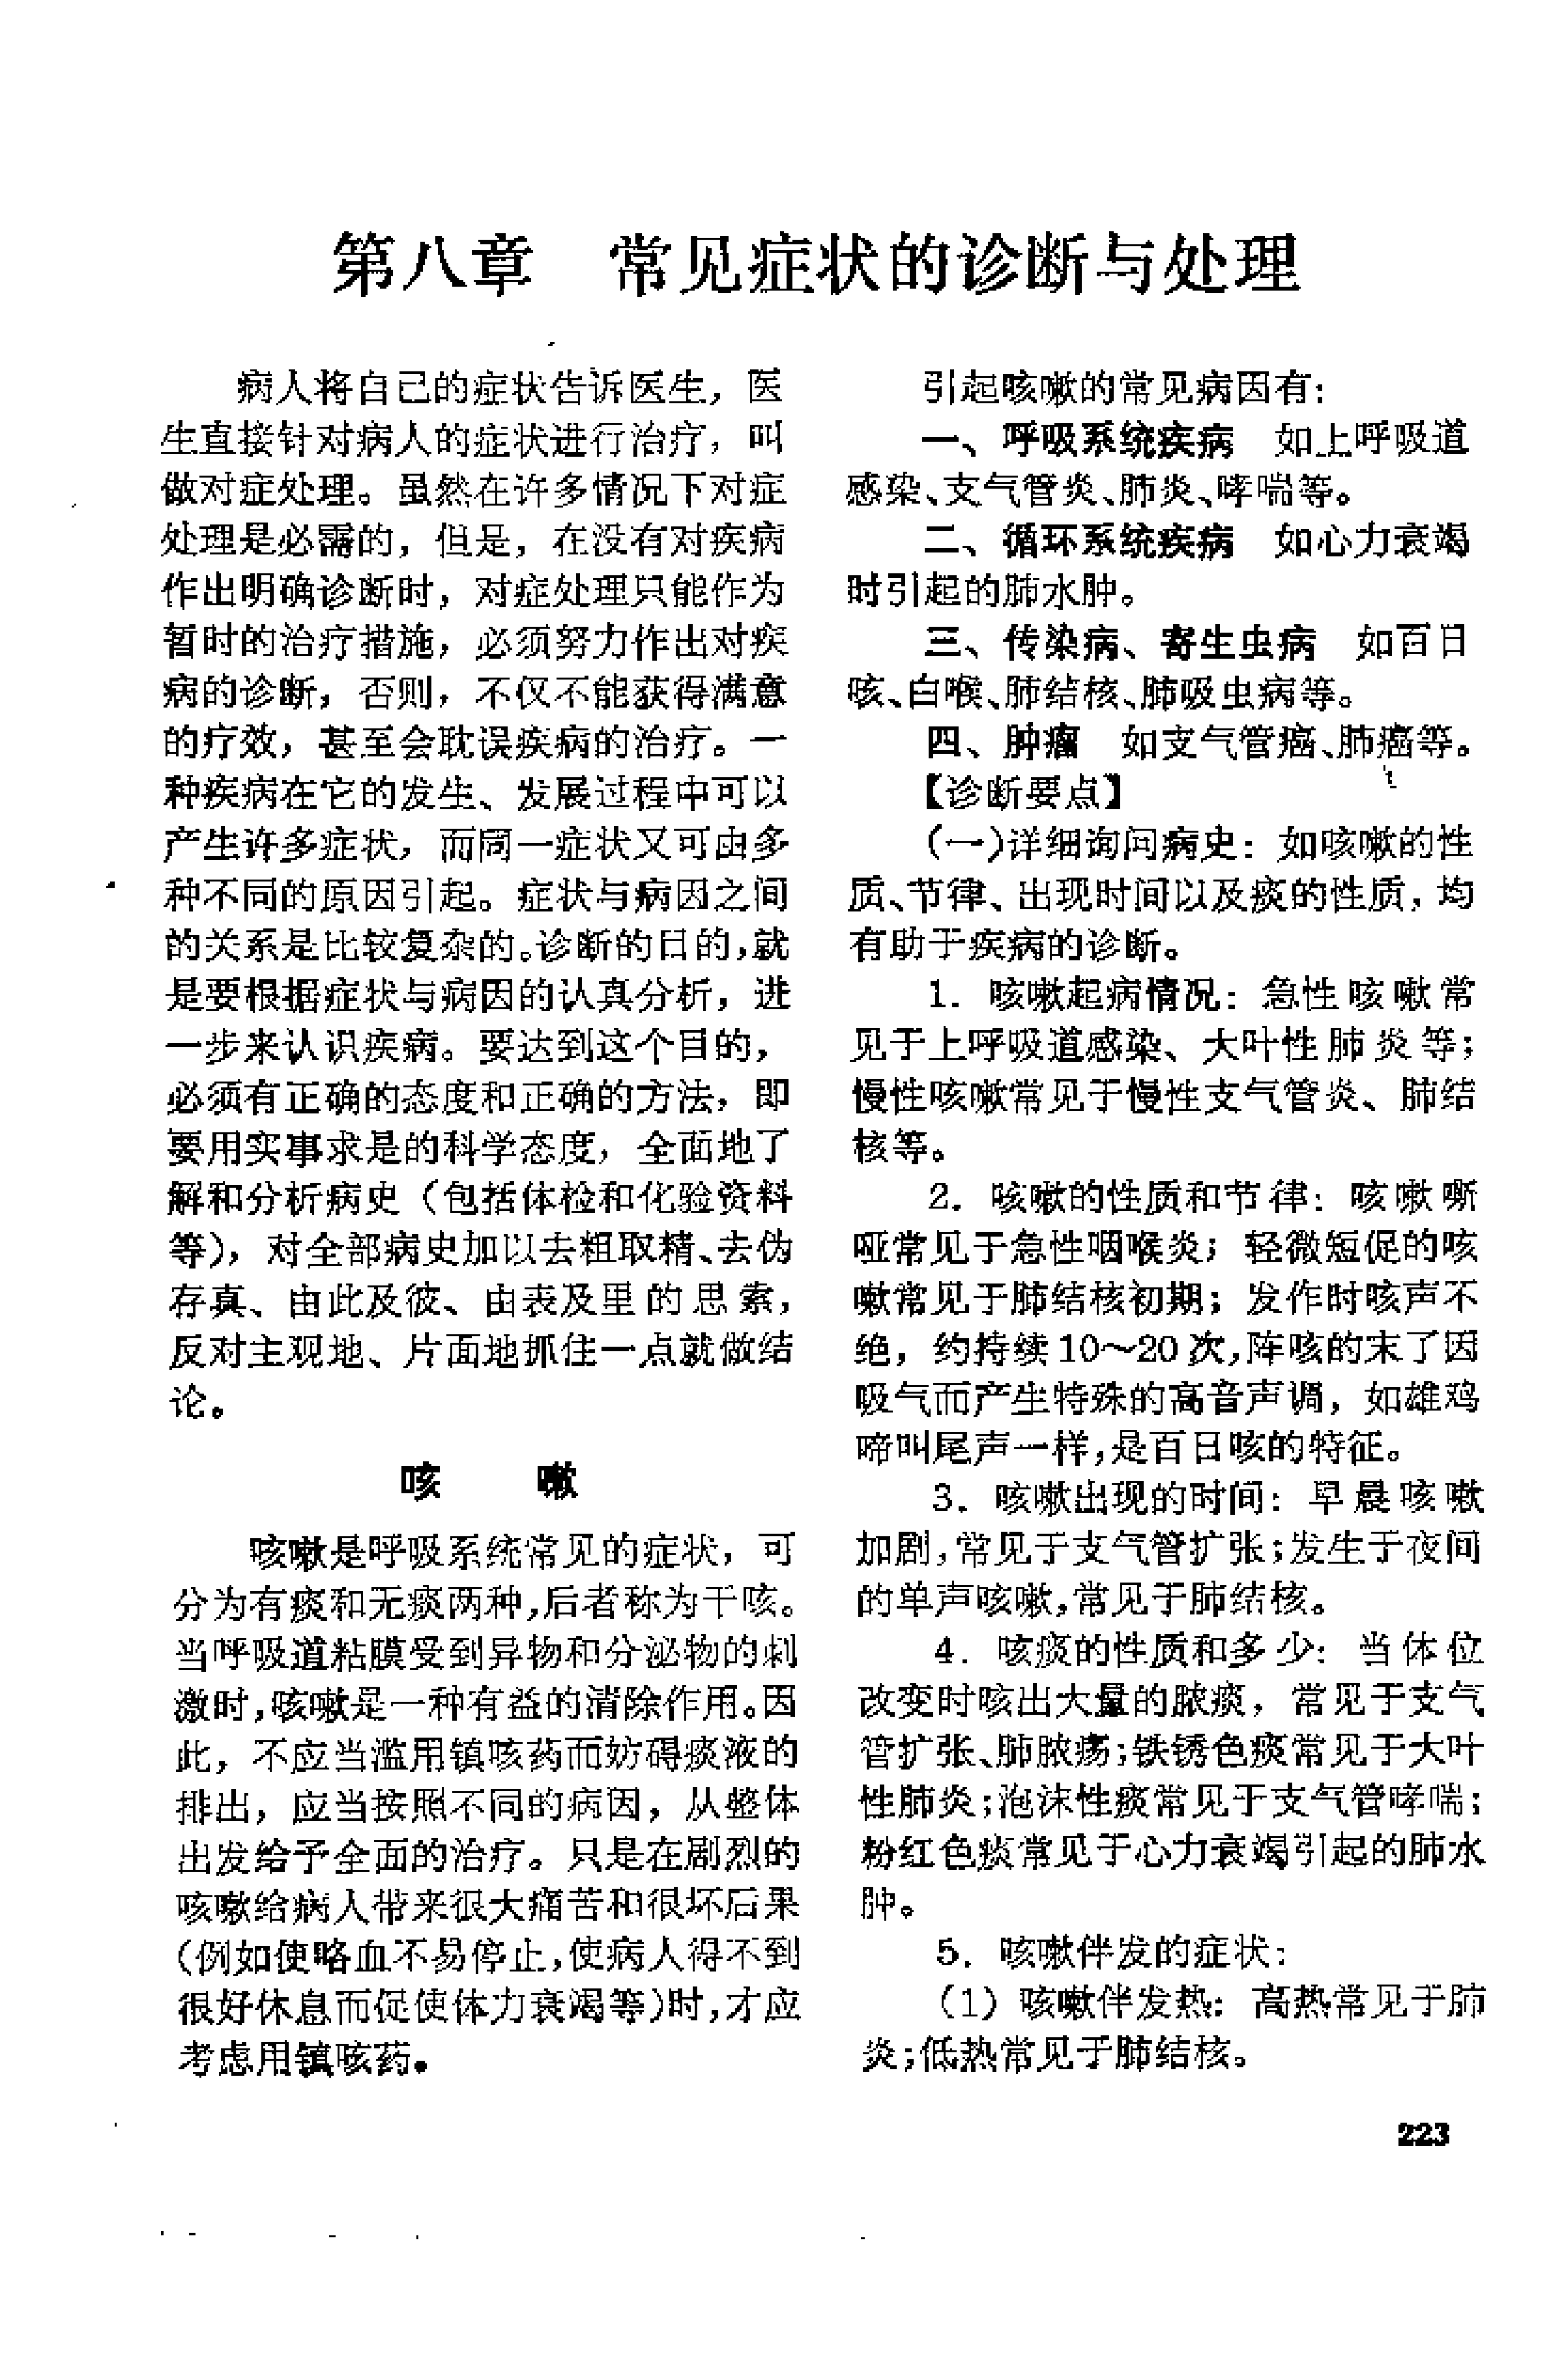 第八章　常见症状的诊断与处理
病人将自己的症状告诉医生，医
生直接针对病人的症状进行治疗，叫
做对症处理。虽然在许多情况下对症
处理是必需的，但是，在没有对疾病
作出明确诊断时，对症处理只能作为
暂时的治疗措施，必须努力作出对疾
病的诊断，否则，不仅不能获得满意
的疗效，甚至会耽误疾病的治疗。一
种疾病在它的发生、发展过程中可以
产生许多症状，而同一症状又可由多
种不同的原因引起。症状与病因之间
的关系是比较复杂的。诊断的目的，就
是要根据症状与病因的认真分析，进
一步来认识疾病。要达到这个目的，
必须有正确的态度和正确的方法，即
要用实事求是的科学态度，全面地了
解和分析病史（包括体检和化验资料
等），对全部病史加以去粗取精、去伪
存真、由此及彼、由表及里的思索，
反对主观地、片面地抓住一点就做结
论。
咳　嗽
咳嗽是呼吸系统常见的症状，可
分为有痰和无痰两种，后者称为干咳。
当呼吸道粘膜受到异物和分泌物的刺
激时，咳嗽是一种有益的清除作用。因
此，不应当滥用镇咳药而妨碍痰液的
排出，应当按照不同的病因，从整体
出发给予全面的治疗。只是在剧烈的
咳嗽给病人带来很大痛苦和很坏后果
（例如使咯血不易停止，使病人得不到
很好休息而促使体力衰竭等）时，才应
考虑用镇咳药。
引起咳嗽的常见病因有：
一、呼吸系统疾病　如上呼吸道
感染、支气管炎、肺炎、哮喘等。
二、循环系统疾病　如心力衰竭
时引起的肺水肿。
三、传染病、寄生虫病　如百日
咳、白喉、肺结核、肺吸虫病等。
四、肿瘤　如支气管癌、肺癌等。
【诊断要点】
（一）详细询问病史：如咳嗽的性
质、节律、出现时间以及痰的性质，均
有助于疾病的诊断。
1．咳嗽起病情况：急性咳嗽常
见于上呼吸道感染、大叶性肺炎等；
慢性咳嗽常见于慢性支气管炎、肺结
核等。
2．咳嗽的性质和节律：咳嗽嘶
哑常见于急性咽喉炎；轻微短促的咳
嗽常见于肺结核初期；发作时咳声不
绝，约持续10～20次，阵咳的末了因
吸气而产生特殊的高音声调，如雄鸡
啼叫尾声一样，是百日咳的特征。
3．咳嗽出现的时间：早晨咳嗽
加剧，常见于支气管扩张；发生于夜间
的单声咳嗽，常见于肺结核。
4．咳痰的性质和多少：当体位
改变时咳出大量的脓痰，常见于支气
管扩张、肺脓疡；铁锈色痰常见于大叶
性肺炎；泡沫性痰常见于支气管哮喘；
粉红色痰常见于心力衰竭引起的肺水
肿。
5．咳嗽伴发的症状：
（1）咳嗽伴发热：高热常见于肺
炎；低热常见于肺结核。
223